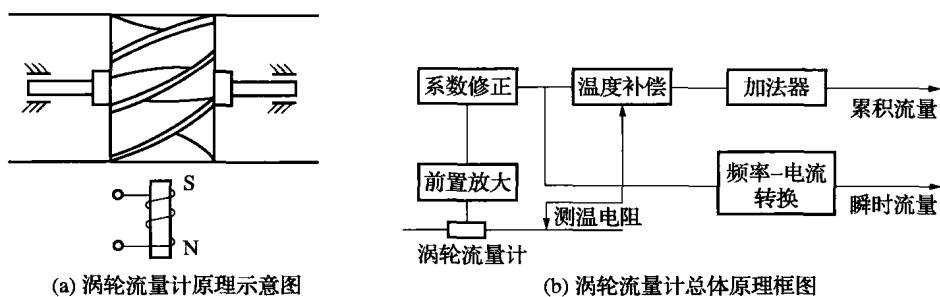 S
N
(a) 涡轮流量计原理示意图
系数修正
温度补偿
加法器
累积流量
前置放大
测温电阻
频率-电流
转换
瞬时流量
涡轮流量计
(b) 涡轮流量计总体原理框图